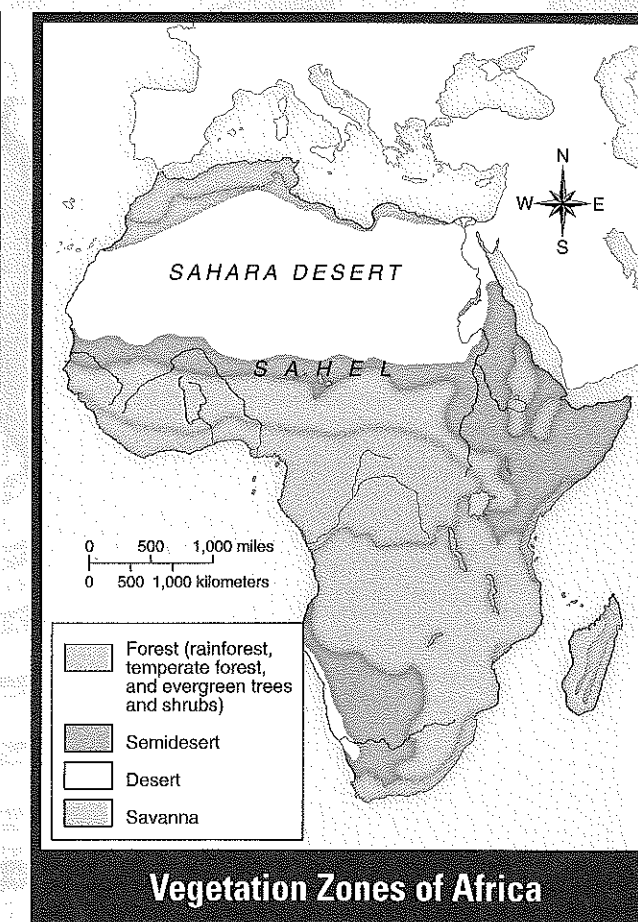 N
W E
S
SAHARA DESERT
SAHEL
0 500 1,000 miles
0 500 1,000 kilometers
Forest (rainforest,
temperate forest,
and evergreen trees
and shrubs)
Semidesert
Desert
Savanna
Vegetation Zones of Africa